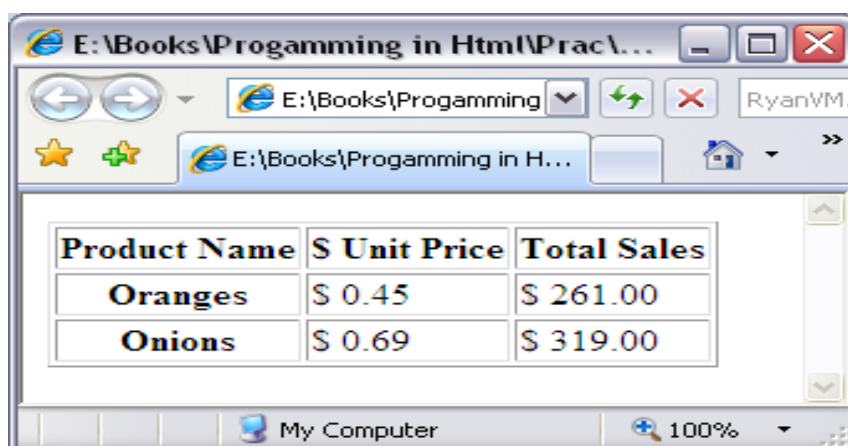 E:\Books\Progamming in Html\Prac\...
E:\Books\Progamming
RyanVM.
E:\Books\Progamming in H...
Product Name $ Unit Price Total Sales
Oranges $ 0.45 $ 261.00
Onions $ 0.69 $ 319.00
My Computer 100%